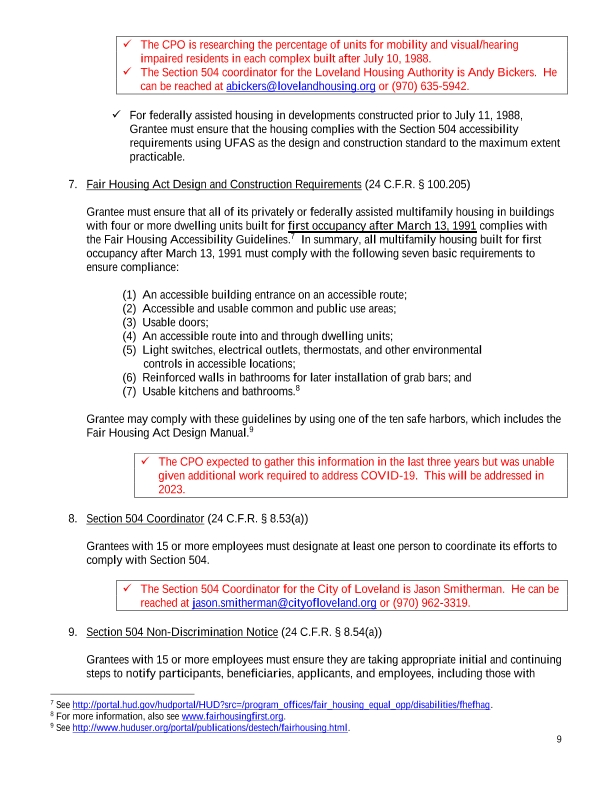 ✓ The CPO is researching the percentage of units for mobility and visual/hearing
impaired residents in each complex built after July 10, 1988.
✓ The Section 504 coordinator for the Loveland Housing Authority is Andy Bickers. He
can be reached at abickers@lovelandhousing.org or (970) 635-5942.
✓ For federally assisted housing in developments constructed prior to July 11, 1988,
Grantee must ensure that the housing complies with the Section 504 accessibility
requirements using UFAS as the design and construction standard to the maximum extent
practicable.
7. Fair Housing Act Design and Construction Requirements (24 C.F.R. § 100.205)
Grantee must ensure that all of its privately or federally assisted multifamily housing in buildings
with four or more dwelling units built for first occupancy after March 13, 1991 complies with
the Fair Housing Accessibility Guidelines.7 In summary, all multifamily housing built for first
occupancy after March 13, 1991 must comply with the following seven basic requirements to
ensure compliance:
(1) An accessible building entrance on an accessible route;
(2) Accessible and usable common and public use areas;
(3) Usable doors;
(4) An accessible route into and through dwelling units;
(5) Light switches, electrical outlets, thermostats, and other environmental
controls in accessible locations;
(6) Reinforced walls in bathrooms for later installation of grab bars; and
(7) Usable kitchens and bathrooms.8
Grantee may comply with these guidelines by using one of the ten safe harbors, which includes the
Fair Housing Act Design Manual.9
✓ The CPO expected to gather this information in the last three years but was unable
given additional work required to address COVID-19. This will be addressed in
2023.
8. Section 504 Coordinator (24 C.F.R. § 8.53(a))
Grantees with 15 or more employees must designate at least one person to coordinate its efforts to
comply with Section 504.
✓ The Section 504 Coordinator for the City of Loveland is Jason Smitherman. He can be
reached at jason.smitherman@cityofloveland.org or (970) 962-3319.
9. Section 504 Non-Discrimination Notice (24 C.F.R. § 8.54(a))
Grantees with 15 or more employees must ensure they are taking appropriate initial and continuing
steps to notify participants, beneficiaries, applicants, and employees, including those with
7 See http://portal.hud.gov/hudportal/HUD?src=/program_offices/fair_housing_equal_opp/disabilities/fhefhag.
8 For more information, also see www.fairhousingfirst.org.
9 See http://www.huduser.org/portal/publications/destech/fairhousing.html.
9